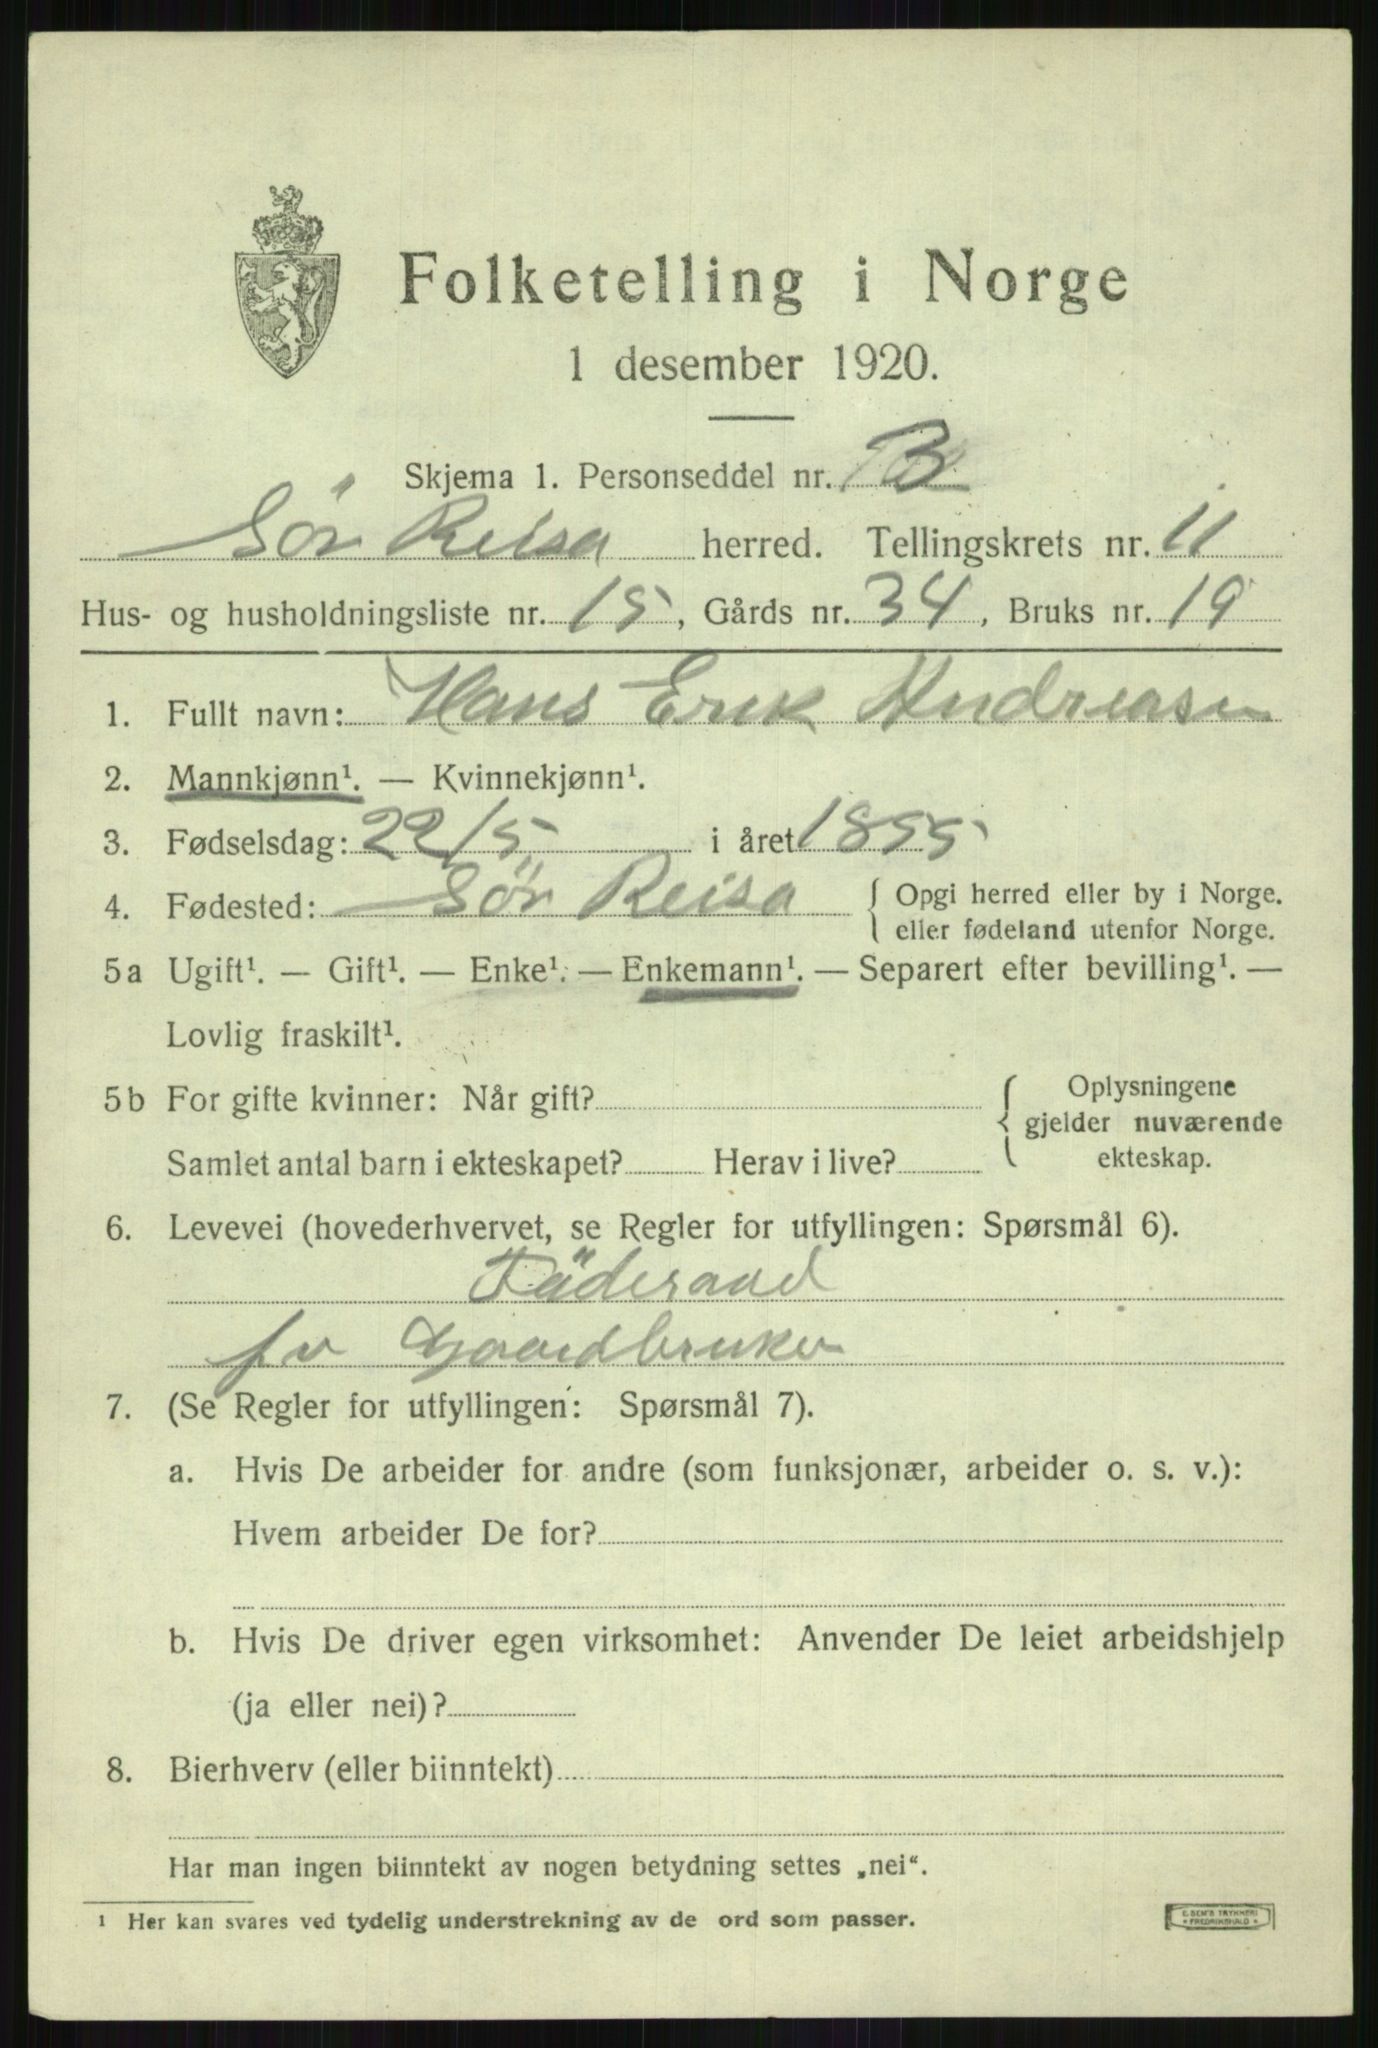 Folketelling i Norge
1 desember 1920.
Skjema 1. Personseddel nr.
Sör Reisa herred. Tellingskrets nr. 11
Hus- og husholdningsliste nr. 15, Gårds nr. 34, Bruks nr. 19
1. Fullt navn: Hans Erik Andreasen
2. Mannkjønn¹. — Kvinnekjønn¹.
3. Fødselsdag: 22/5 i året 1855
4. Fødested: Sör Reisa { Opgi herred eller by i Norge.
eller fødeland utenfor Norge.
5a Ugift¹. — Gift¹. — Enke¹. — Enkemann¹. — Separert efter bevilling¹. —
Lovlig fraskilt¹.
5b For gifte kvinner: Når gift?
Oplysningene
gjelder nuværende
ekteskap.
Samlet antal barn i ekteskapet? Herav i live?
6. Levevei (hovederhvervet, se Regler for utfyllingen: Spørsmål 6).
Föderaad
fv Gaardbruker
7. (Se Regler for utfyllingen: Spørsmål 7).
a. Hvis De arbeider for andre (som funksjonær, arbeider o. s. v.):
Hvem arbeider De for?
b. Hvis De driver egen virksomhet: Anvender De leiet arbeidshjelp
(ja eller nei)?
8. Bierhverv (eller biinntekt)
Har man ingen biinntekt av nogen betydning settes „nei“.
¹ Her kan svares ved tydelig understrekning av de ord som passer.
E. SEM'S TRYKKERI
FREDRIKSHALD